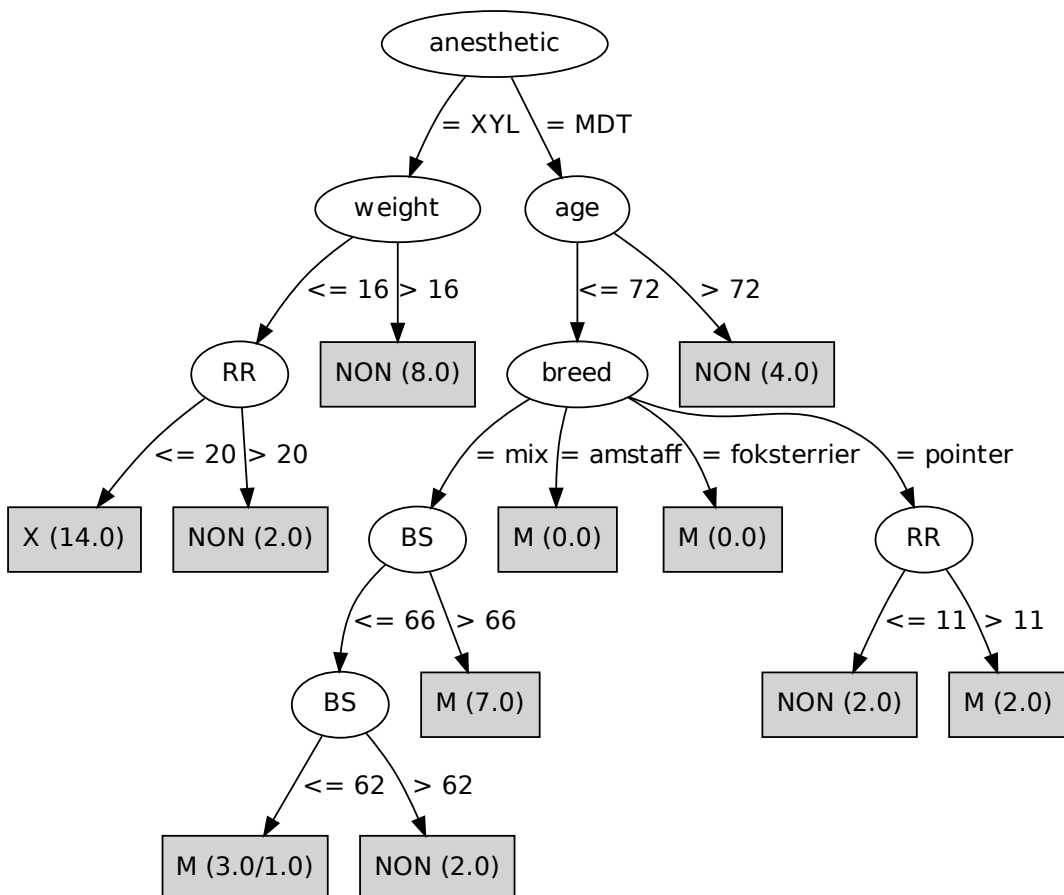 anesthetic
= XYL
= MDT
weight
age
<= 16
> 16
<= 72
> 72
RR
NON (8.0)
breed
NON (4.0)
<= 20
> 20
= mix
= amstaff
= foksterrier
= pointer
X (14.0)
NON (2.0)
BS
M (0.0)
M (0.0)
RR
<= 66
> 66
<= 11
> 11
BS
M (7.0)
NON (2.0)
M (2.0)
<= 62
> 62
M (3.0/1.0)
NON (2.0)